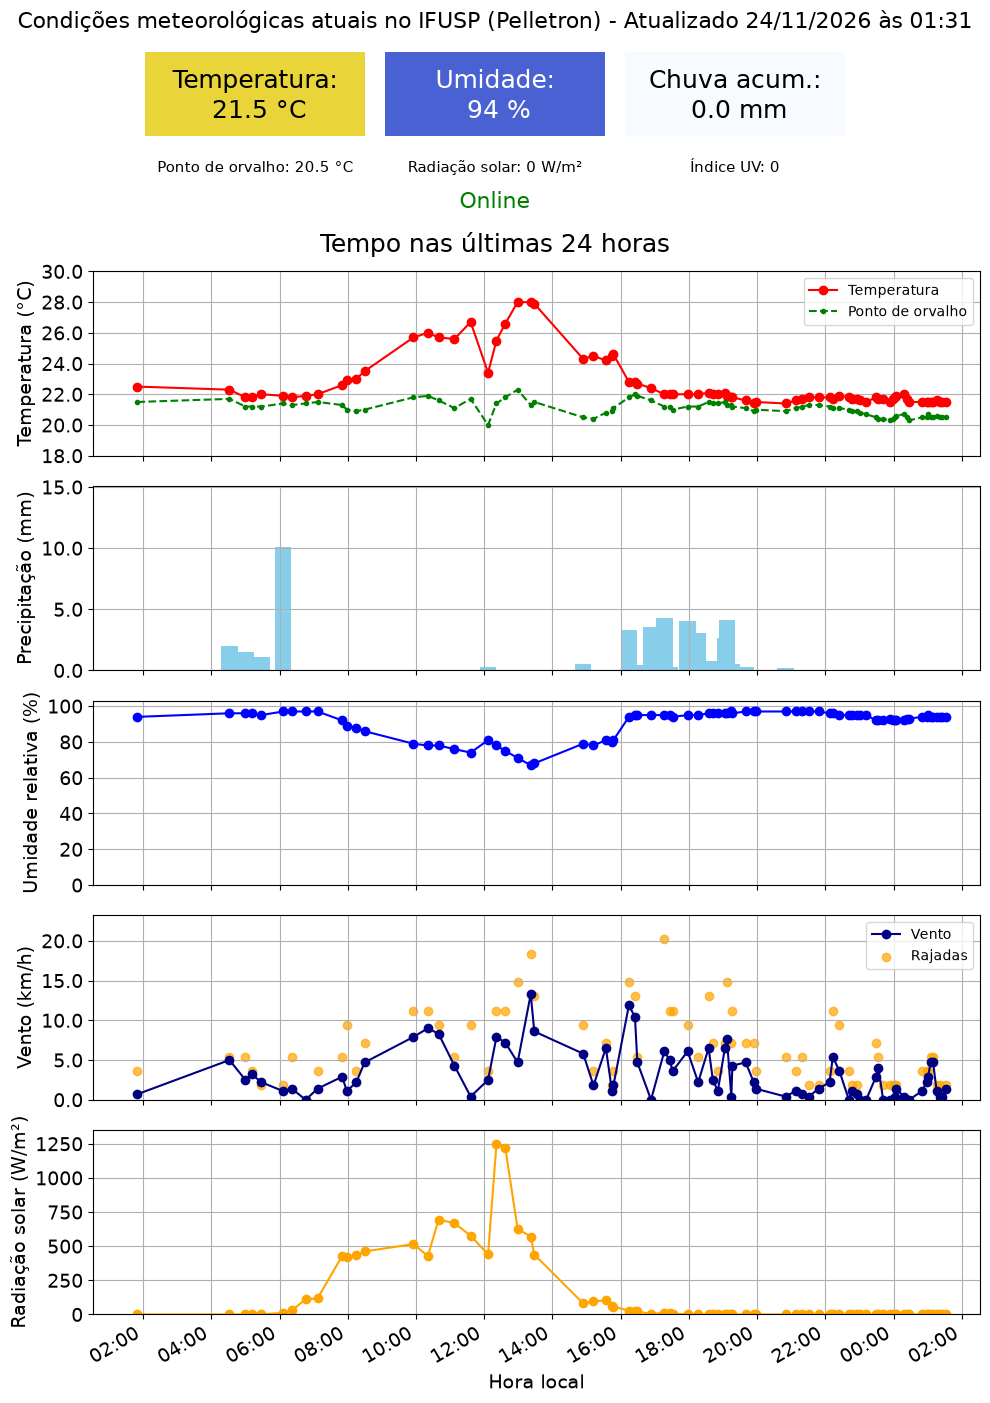 Condições meteorológicas atuais no IFUSP (Pelletron) - Atualizado 24/11/2026 às 01:31
Temperatura:
21.5 °C
Umidade:
94 %
Chuva acum.:
0.0 mm
Ponto de orvalho: 20.5 °C
Radiação solar: 0 W/m²
Índice UV: 0
Online
Tempo nas últimas 24 horas
Temperatura (°C)
30.0
28.0
26.0
24.0
22.0
20.0
18.0
Temperatura
Ponto de orvalho
Precipitação (mm)
15.0
10.0
5.0
0.0
Umidade relativa (%)
100
80
60
40
20
0
Vento (km/h)
20.0
15.0
10.0
5.0
0.0
Vento
Rajadas
Radiação solar (W/m²)
1250
1000
750
500
250
0
02:00
04:00
06:00
08:00
10:00
12:00
14:00
16:00
18:00
20:00
22:00
00:00
02:00
Hora local